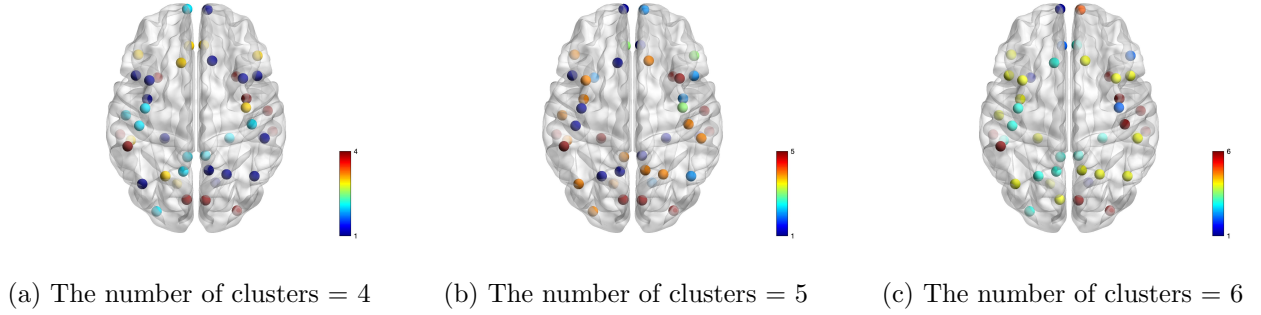 4
1
5
1
6
1
(a) The number of clusters = 4
(b) The number of clusters = 5
(c) The number of clusters = 6